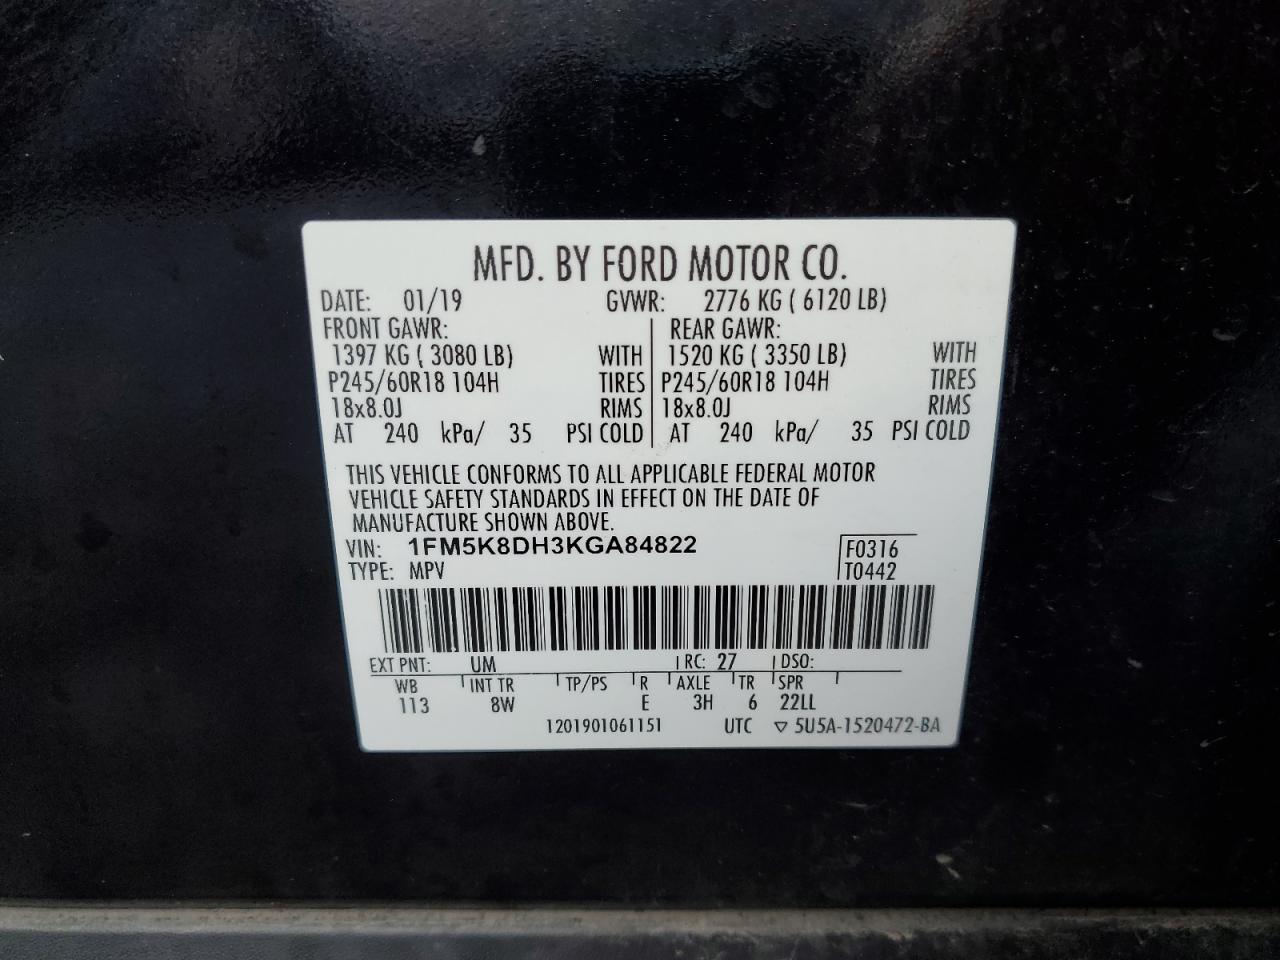 MFD. BY FORD MOTOR CO.
DATE: 01/19 GVWR: 2776 KG ( 6120 LB)
FRONT GAWR: REAR GAWR:
1397 KG ( 3080 LB) WITH 1520 KG ( 3350 LB) WITH
P245/60R18 104H TIRES P245/60R18 104H TIRES
18x8.0J RIMS 18x8.0J RIMS
AT 240 kPa/ 35 PSI COLD AT 240 kPa/ 35 PSI COLD
THIS VEHICLE CONFORMS TO ALL APPLICABLE FEDERAL MOTOR
VEHICLE SAFETY STANDARDS IN EFFECT ON THE DATE OF
MANUFACTURE SHOWN ABOVE.
VIN: 1FM5K8DH3KGA84822 F0316
TYPE: MPV T0442
EXT PNT: UM RC: 27 DSO:
WB INT TR TP/PS R AXLE TR SPR
113 8W E 3H 6 22LL
1201901061151 UTC ▽ 5U5A-1520472-BA